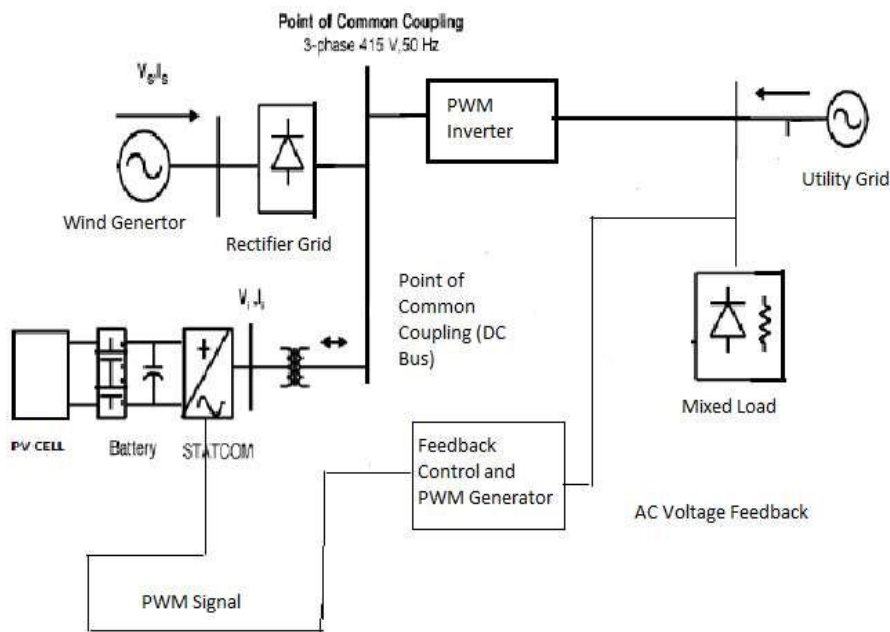 Point of Common Coupling
3-phase 415 V,50 Hz
Vs,Is
PWM
Inverter
Utility Grid
Wind Genertor
Rectifier Grid
Point of
Common
Coupling (DC
Bus)
Vi ,Ii
Mixed Load
PV CELL
Battery
STATCOM
Feedback
Control and
PWM Generator
AC Voltage Feedback
PWM Signal